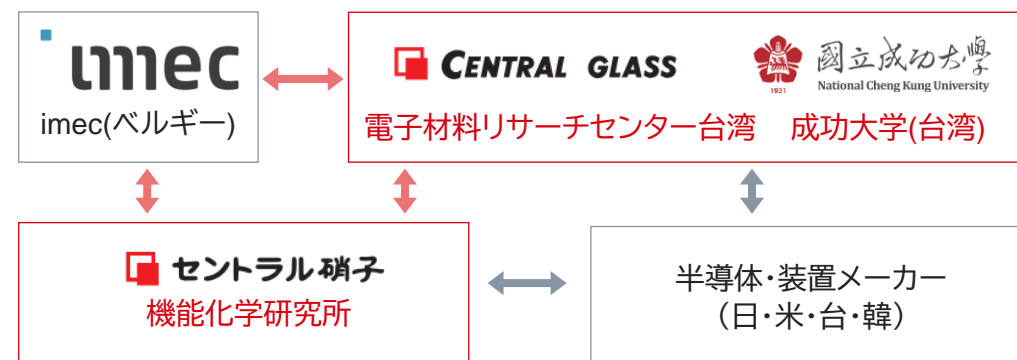 imec
imec(ベルギー)
CENTRAL GLASS
1931
國立成功大學
National Cheng Kung University
電子材料リサーチセンター台湾 成功大学(台湾)
セントラル硝子
機能化学研究所
半導体・装置メーカー
（日・米・台・韓）